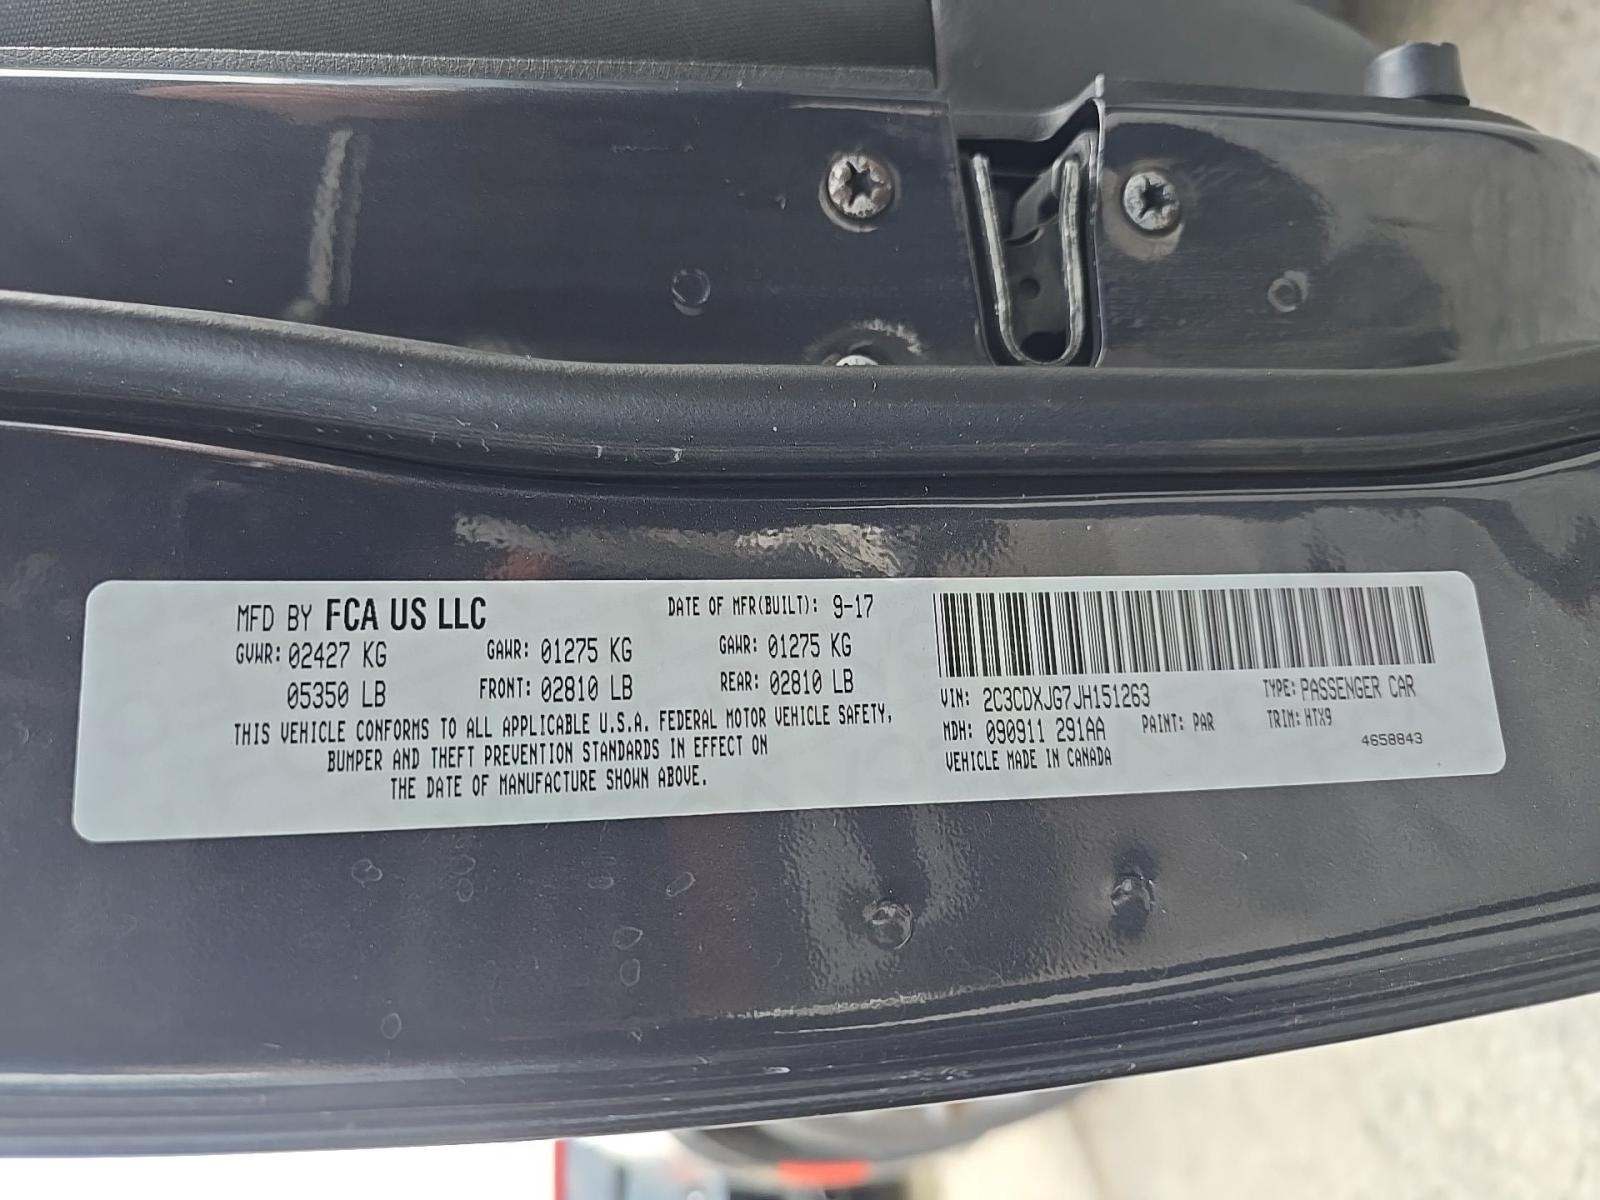 MFD BY FCA US LLC DATE OF MFR(BUILT): 9-17
GVWR: 02427 KG GAWR: 01275 KG GAWR: 01275 KG
05350 LB FRONT: 02810 LB REAR: 02810 LB
THIS VEHICLE CONFORMS TO ALL APPLICABLE U.S.A. FEDERAL MOTOR VEHICLE SAFETY,
BUMPER AND THEFT PREVENTION STANDARDS IN EFFECT ON
THE DATE OF MANUFACTURE SHOWN ABOVE.
VIN: 2C3CDXJG7JH151263 TYPE: PASSENGER CAR
MDH: 090911 291AA PAINT: PAR TRIM: HTX9
VEHICLE MADE IN CANADA 4658843